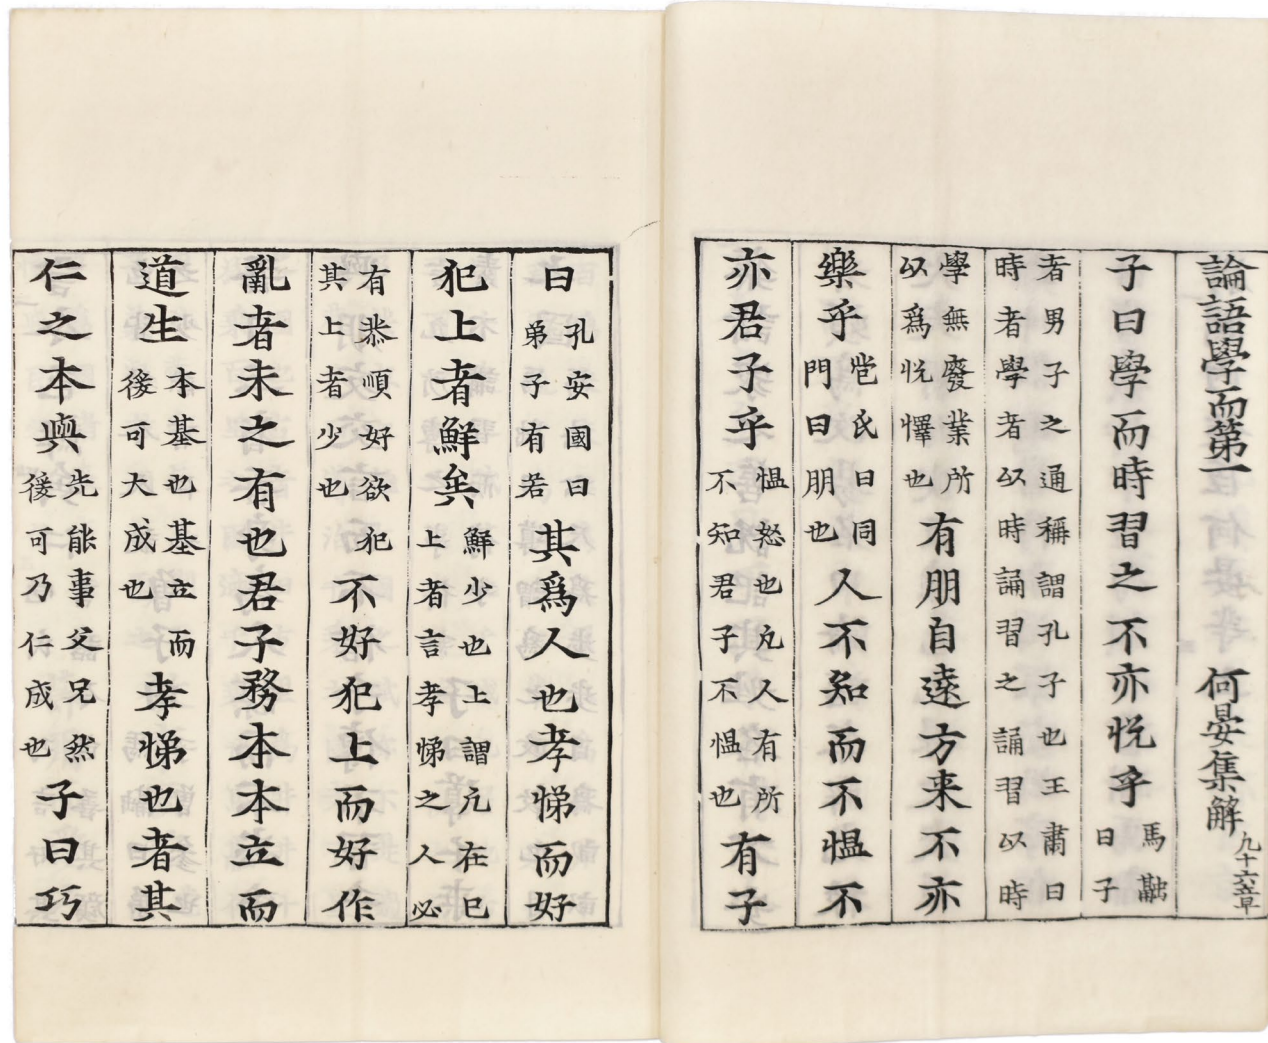 論語學而第一 何晏集解 凢十六章
子曰學而時習之不亦悦乎 馬融曰子
者男子之通稱謂孔子也王肅曰時者學者以時誦習之誦習以時
學無廢業所以爲悅懌也 有朋自遠方来不亦
樂乎 苞氏曰同門曰朋也 人不知而不愠不
亦君子乎 愠怒也凢人有所不知君子不愠也 有子
曰 孔安國曰弟子有若 其爲人也孝悌而好
犯上者鮮矣 鮮少也上謂凢在己上者言孝悌之人必
有恭順好欲犯其上者少也 不好犯上而好作
亂者未之有也君子務本本立而
道生 本基也基立而後可大成也 孝悌也者其
仁之本與 先能事父兄然後可乃仁成也 子曰巧